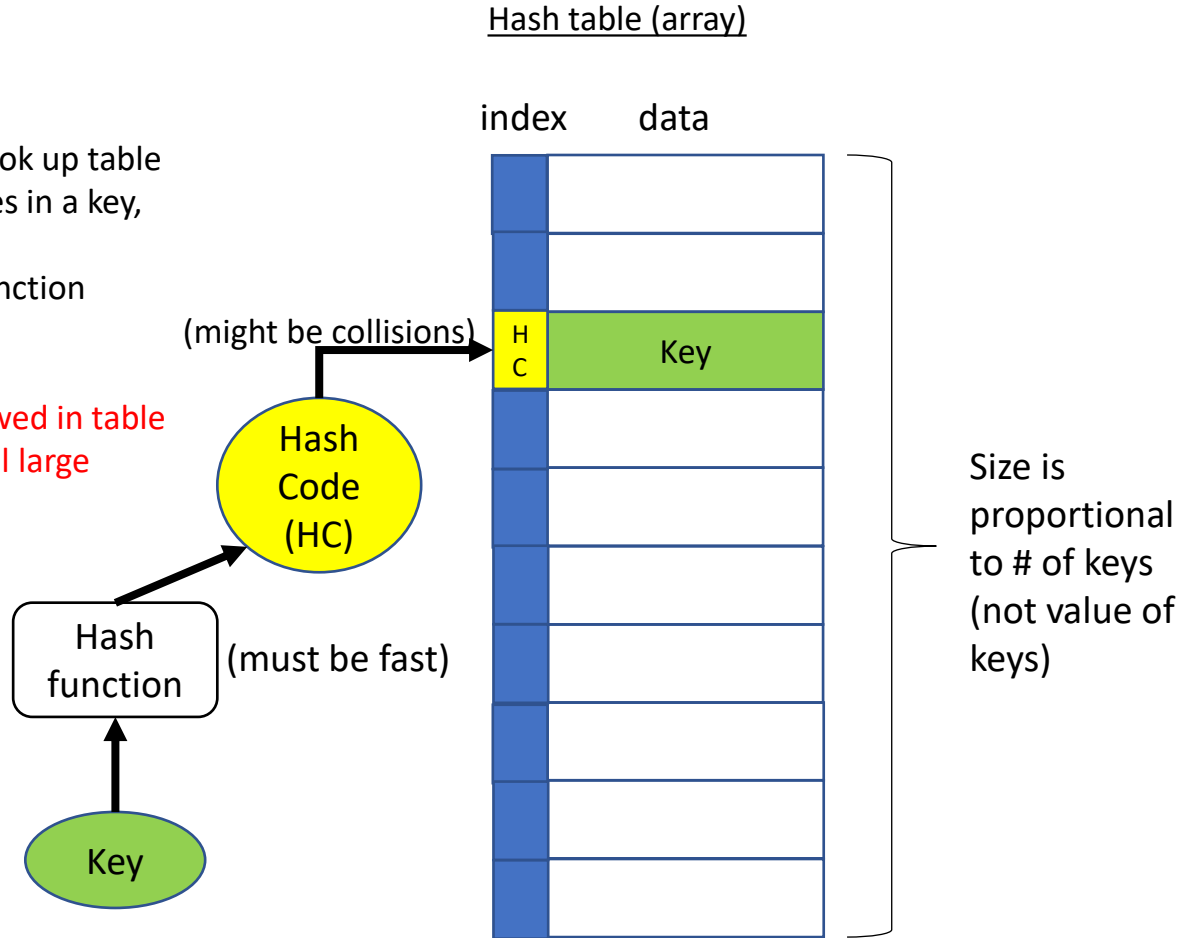 Hash table (array)
index data
ook up table
es in a key,
nction
(might be collisions)
H
C
Key
ved in table
l large
Hash
Code
(HC)
Size is
proportional
to # of keys
(not value of
keys)
Hash
function
(must be fast)
Key